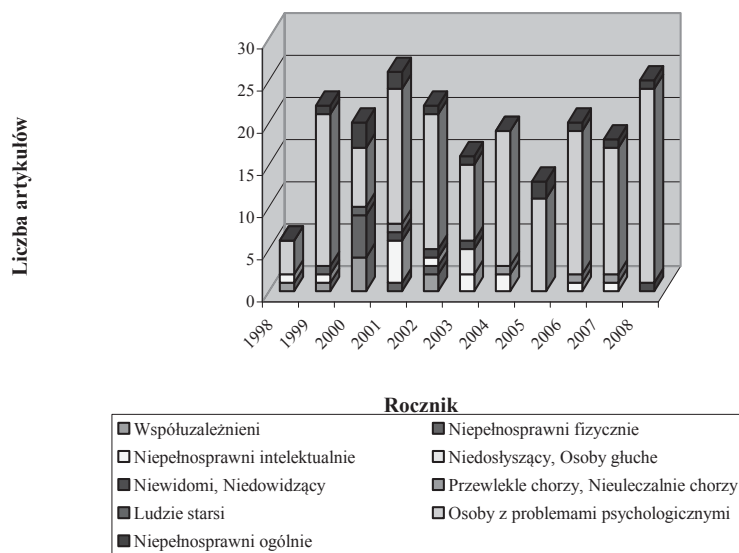 Liczba artykułów
30
25
20
15
10
5
0
1998
1999
2000
2001
2002
2003
2004
2005
2006
2007
2008
Rocznik
Współuzależnieni
Niepełnosprawni fizycznie
Niepełnosprawni intelektualnie
Niedosłyszący, Osoby głuche
Niewidomi, Niedowidzący
Przewlekle chorzy, Nieuleczalnie chorzy
Ludzie starsi
Osoby z problemami psychologicznymi
Niepełnosprawni ogólnie